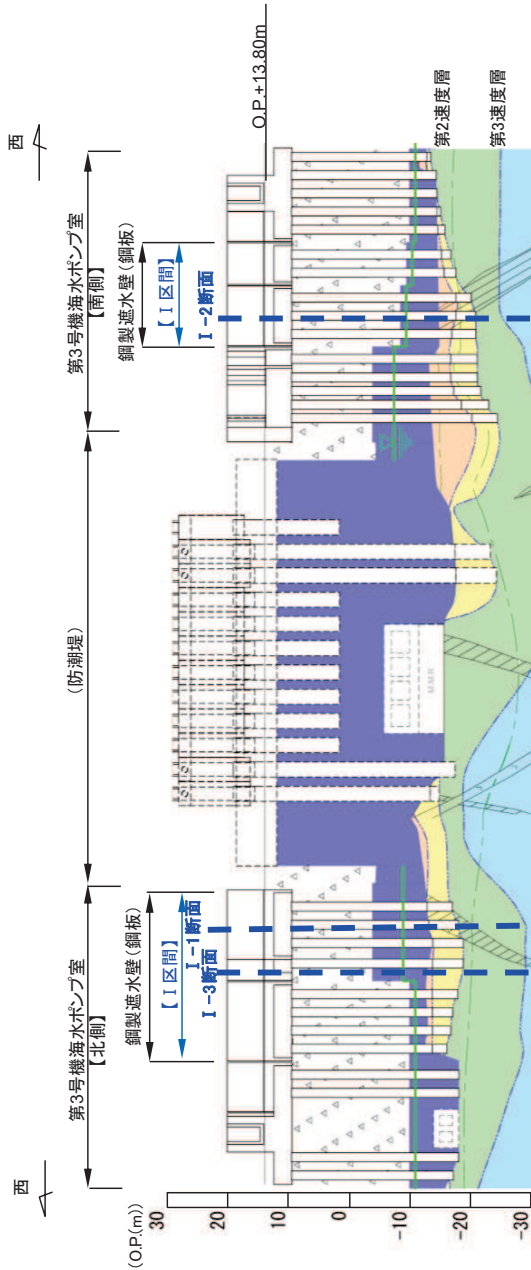 西
西
第3号機海水ポンプ室
【北側】
(防潮堤)
第3号機海水ポンプ室
【南側】
鋼製遮水壁(鋼板)
【Ⅰ区間】
Ⅰ-1断面
Ⅰ-3断面
鋼製遮水壁(鋼板)
【Ⅰ区間】
Ⅰ-2断面
O.P.+13.80m
(O.P.(m))
30
20
10
0
-10
-20
-30
MMR
第2速度層
第3速度層